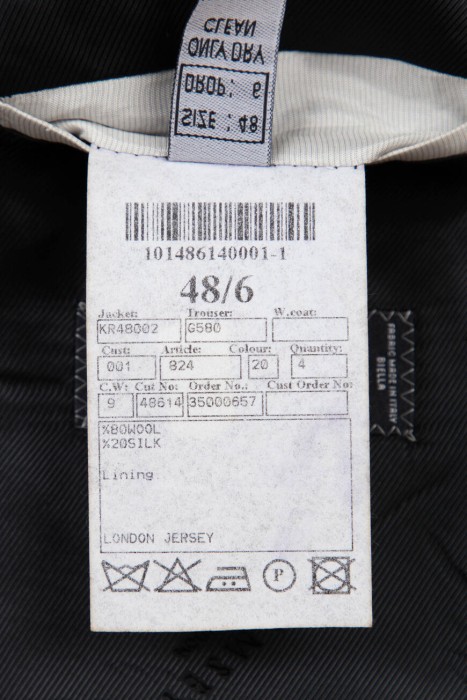 SIZE : 48
DROP: 6
ONLY DRY
CLEAN
101486140001-1
48/6
Jacket: Trouser: W.coat:
KR48002 G580
Cust: Article: Colour: Quantity:
001 824 20 4
C.W: Cut No: Order No.: Cust Order No:
9 48614 35000657
%80WOOL
%20SILK
Lining
LONDON JERSEY
P
FABRIC MADE IN ITALY
BIELLA